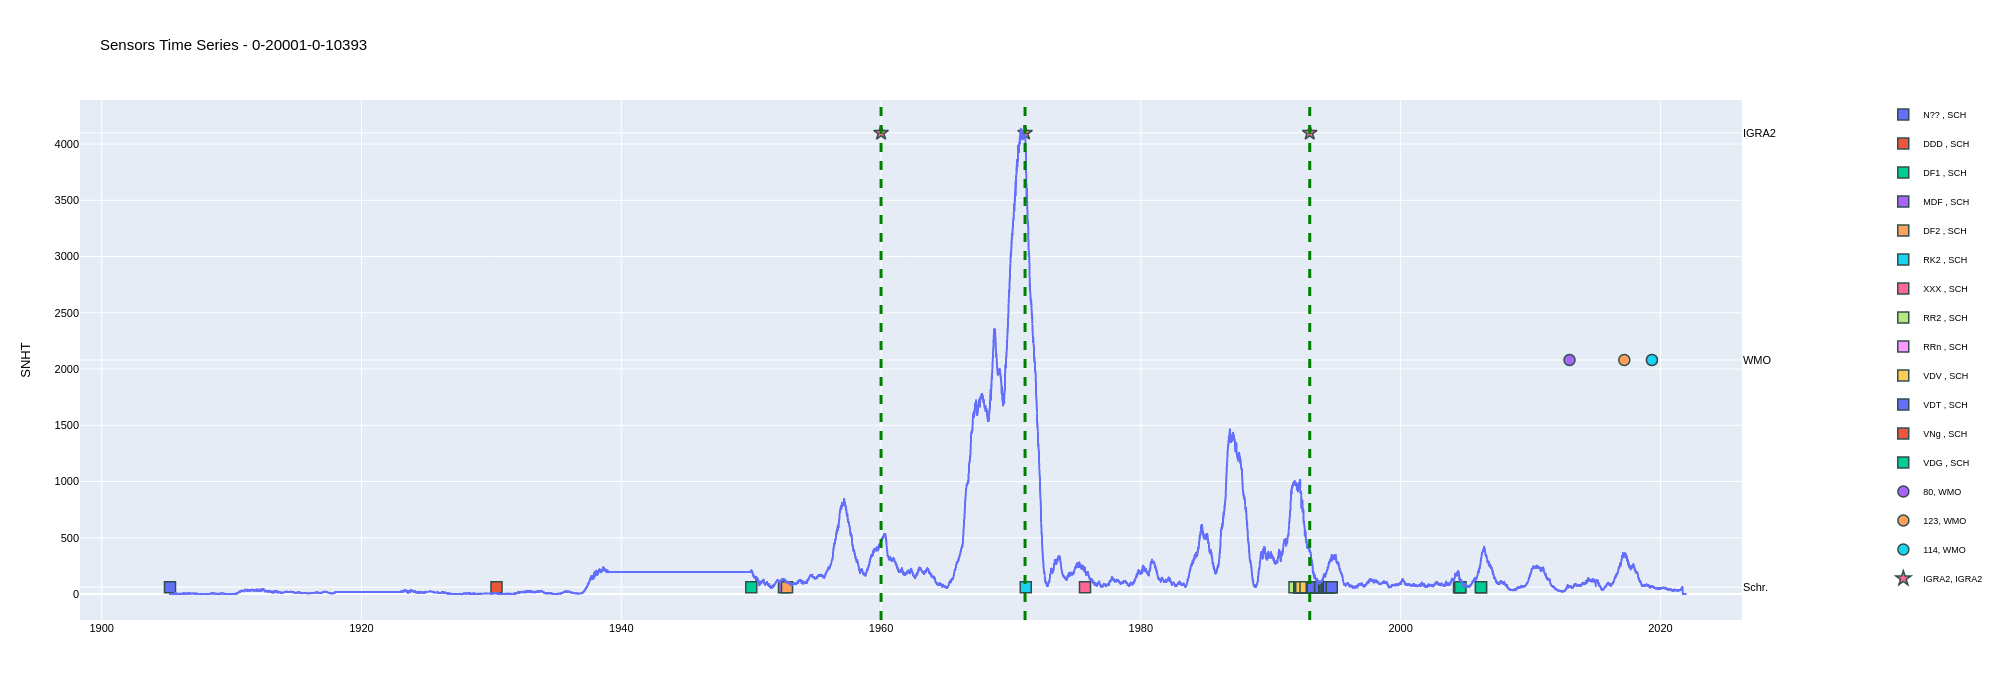 Sensors Time Series - 0-20001-0-10393
SNHT
4000
3500
3000
2500
2000
1500
1000
500
0
1900
1920
1940
1960
1980
2000
2020
IGRA2
WMO
Schr.
N?? , SCH
DDD , SCH
DF1 , SCH
MDF , SCH
DF2 , SCH
RK2 , SCH
XXX , SCH
RR2 , SCH
RRn , SCH
VDV , SCH
VDT , SCH
VNg , SCH
VDG , SCH
80, WMO
123, WMO
114, WMO
IGRA2, IGRA2